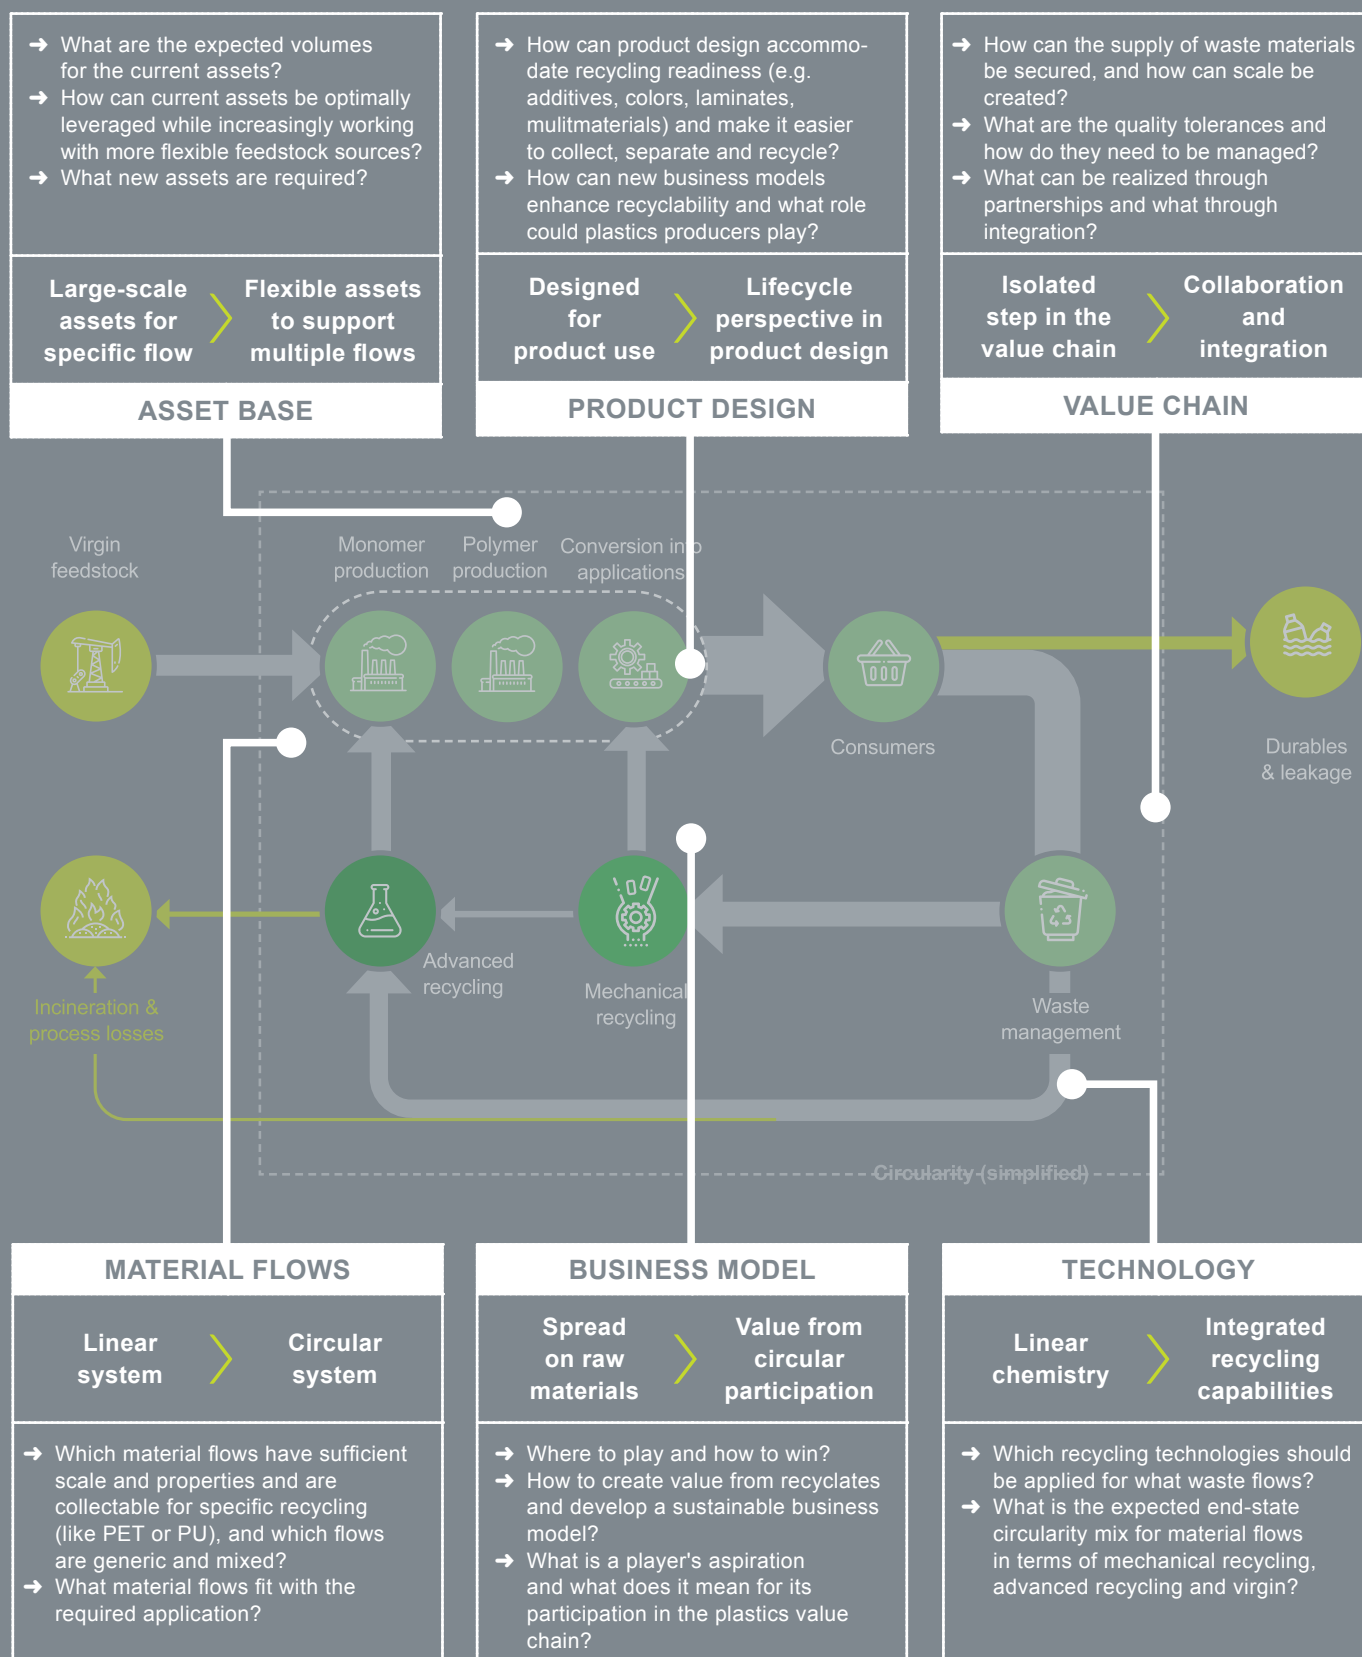 ➜ What are the expected volumes
for the current assets?
➜ How can current assets be optimally
leveraged while increasingly working
with more flexible feedstock sources?
➜ What new assets are required?
Large-scale
assets for
specific flow
Flexible assets
to support
multiple flows
ASSET BASE
➜ How can product design accommo-
date recycling readiness (e.g.
additives, colors, laminates,
mulitmaterials) and make it easier
to collect, separate and recycle?
➜ How can new business models
enhance recyclability and what role
could plastics producers play?
Designed
for
product use
Lifecycle
perspective in
product design
PRODUCT DESIGN
➜ How can the supply of waste materials
be secured, and how can scale be
created?
➜ What are the quality tolerances and
how do they need to be managed?
➜ What can be realized through
partnerships and what through
integration?
Isolated
step in the
value chain
Collaboration
and
integration
VALUE CHAIN
Virgin
feedstock
Monomer
production
Polymer
production
Conversion into
applications
Consumers
Durables
& leakage
Incineration &
process losses
Advanced
recycling
Mechanical
recycling
Waste
management
Circularity (simplified)
MATERIAL FLOWS
Linear
system
Circular
system
➜ Which material flows have sufficient
scale and properties and are
collectable for specific recycling
(like PET or PU), and which flows
are generic and mixed?
➜ What material flows fit with the
required application?
BUSINESS MODEL
Spread
on raw
materials
Value from
circular
participation
➜ Where to play and how to win?
➜ How to create value from recyclates
and develop a sustainable business
model?
➜ What is a player's aspiration
and what does it mean for its
participation in the plastics value
chain?
TECHNOLOGY
Linear
chemistry
Integrated
recycling
capabilities
➜ Which recycling technologies should
be applied for what waste flows?
➜ What is the expected end-state
circularity mix for material flows
in terms of mechanical recycling,
advanced recycling and virgin?